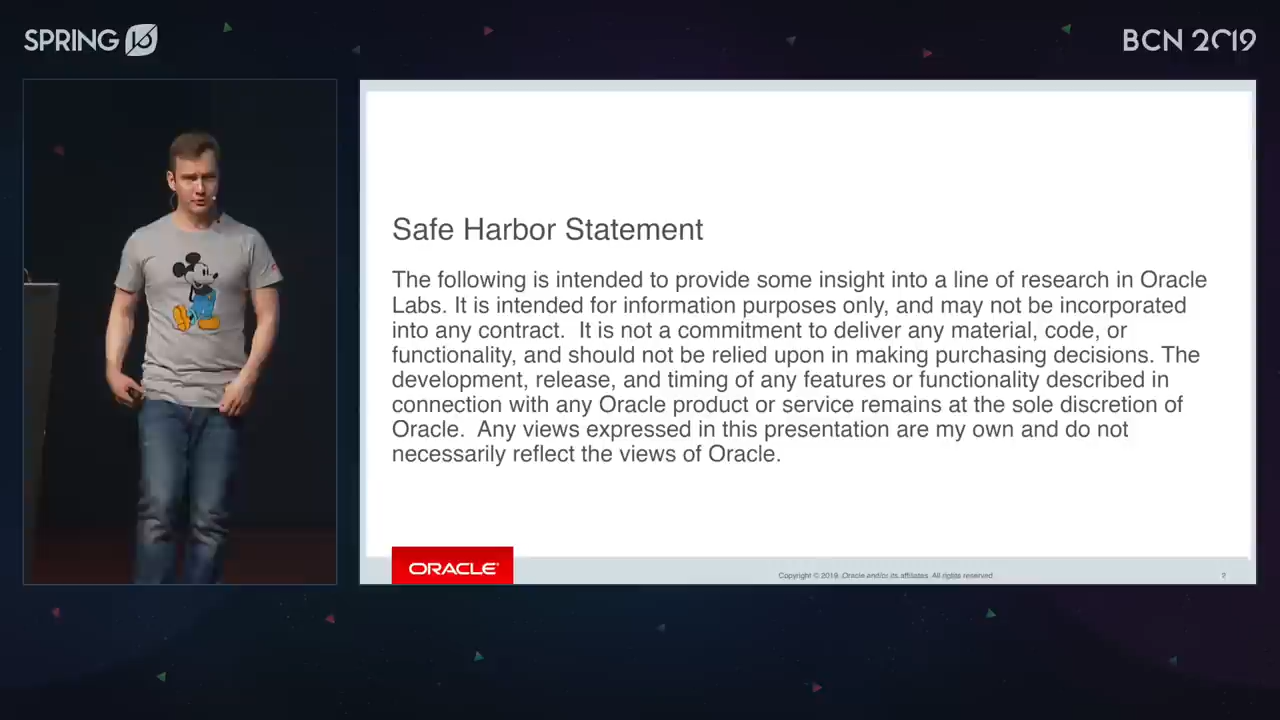 SPRING I/O
BCN 2019
Safe Harbor Statement
The following is intended to provide some insight into a line of research in Oracle
Labs. It is intended for information purposes only, and may not be incorporated
into any contract.  It is not a commitment to deliver any material, code, or
functionality, and should not be relied upon in making purchasing decisions. The
development, release, and timing of any features or functionality described in
connection with any Oracle product or service remains at the sole discretion of
Oracle.  Any views expressed in this presentation are my own and do not
necessarily reflect the views of Oracle.
ORACLE®
Copyright © 2019, Oracle and/or its affiliates. All rights reserved.
2